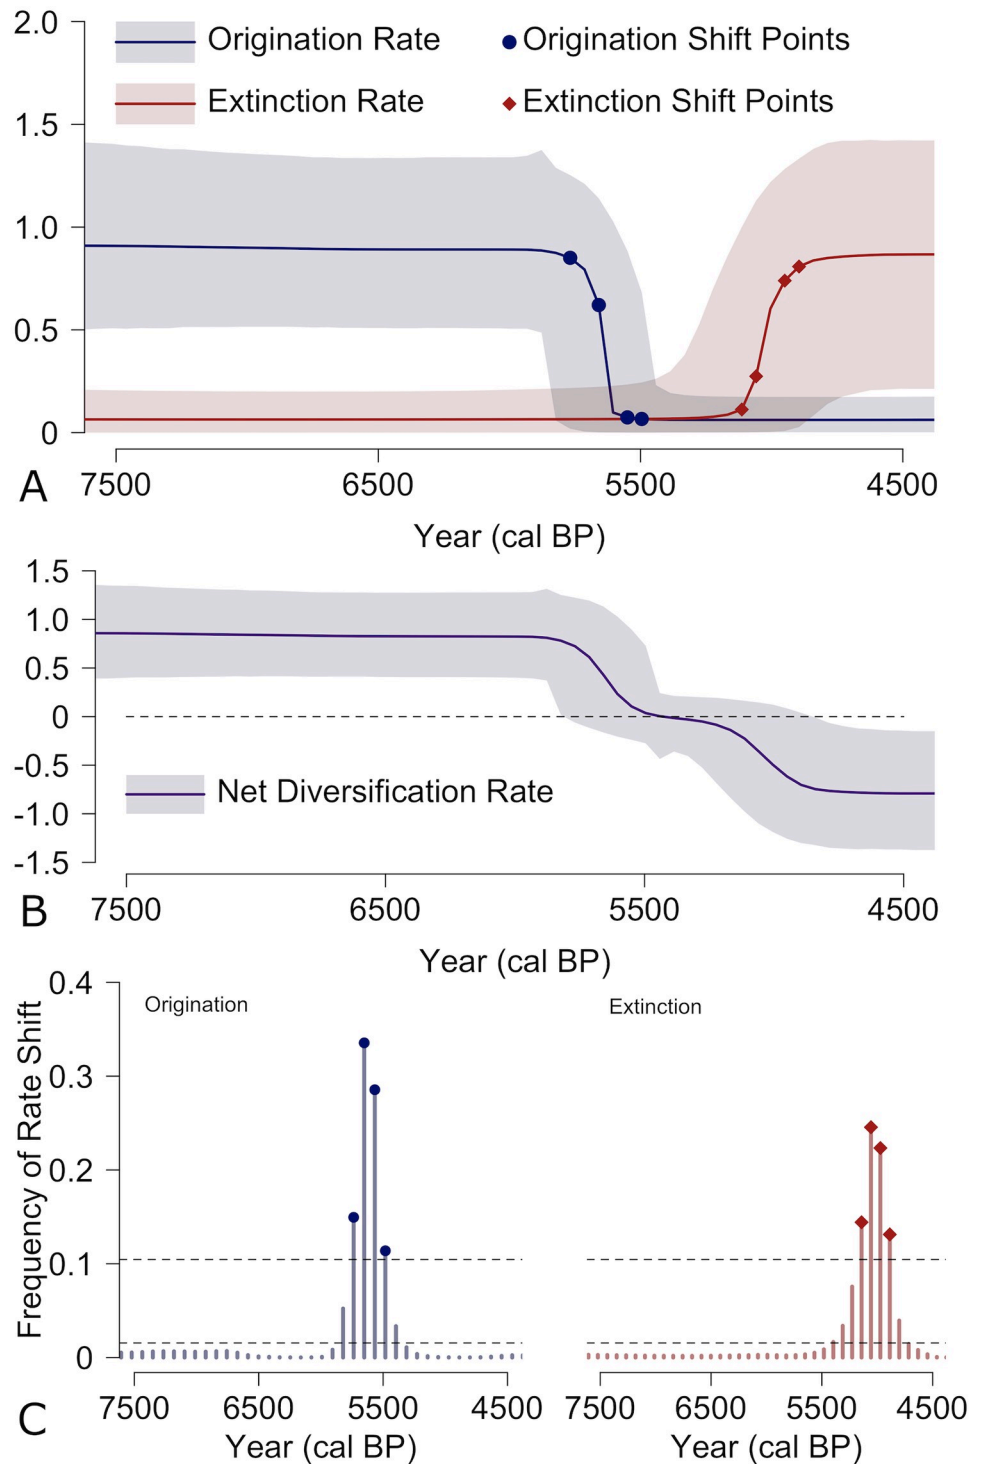 2.0
Origination Rate
Origination Shift Points
Extinction Rate
Extinction Shift Points
1.5
1.0
0.5
0
7500 6500 5500 4500
A
Year (cal BP)
1.5
1.0
0.5
0
-0.5
Net Diversification Rate
-1.0
-1.5
7500 6500 5500 4500
B
Year (cal BP)
Frequency of Rate Shift
0.4
Origination
Extinction
0.3
0.2
0.1
0
7500 6500 5500 4500
7500 6500 5500 4500
C
Year (cal BP)
Year (cal BP)